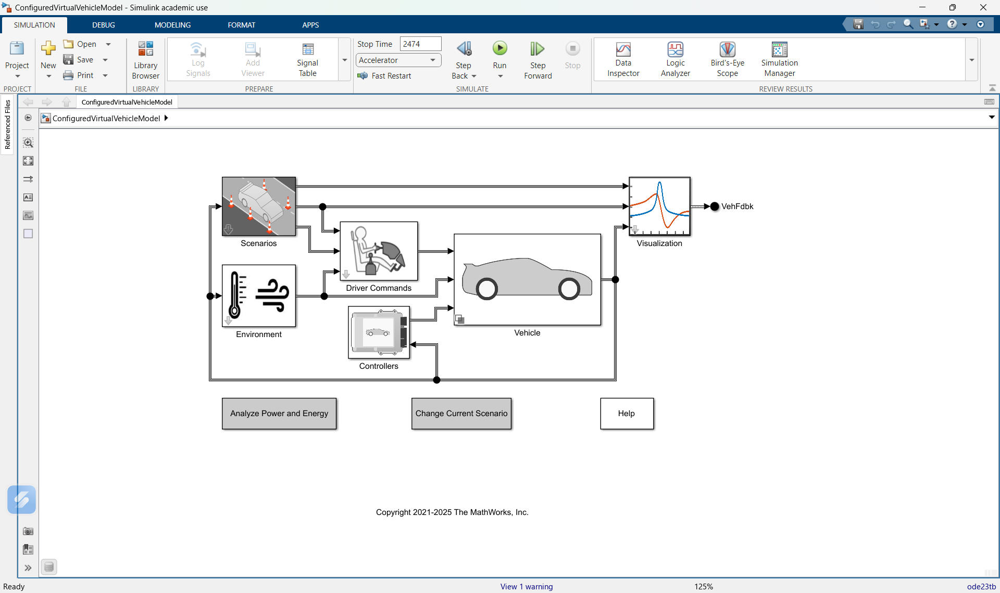 ConfiguredVirtualVehicleModel - Simulink academic use
SIMULATION DEBUG MODELING FORMAT APPS
Project
New
Open
Save
Print
Library
Browser
Log
Signals
Add
Viewer
Signal
Table
Stop Time 2474
Accelerator
Fast Restart
Step
Back
Run
Step
Forward
Stop
Data
Inspector
Logic
Analyzer
Bird's-Eye
Scope
Simulation
Manager
PROJECT FILE LIBRARY PREPARE SIMULATE REVIEW RESULTS
Referenced Files
ConfiguredVirtualVehicleModel
ConfiguredVirtualVehicleModel
VehFdbk
Scenarios
Visualization
Driver Commands
Environment
Vehicle
Controllers
Analyze Power and Energy
Change Current Scenario
Help
Copyright 2021-2025 The MathWorks, Inc.
Ready View 1 warning 125% ode23tb